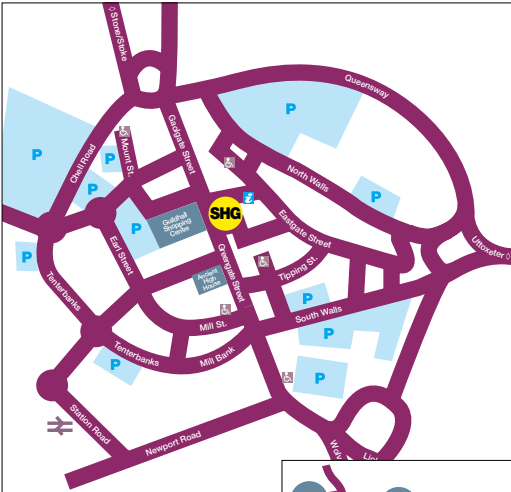 Stone/Stoke
Queensway
P
Gaolgate Street
Mount St.
P
P
Chell Road
North Walls
P
P
i
SHG
Guildhall
Shopping
Centre
P
Eastgate Street
Uttoxeter
Earl Street
P
Greengate Street
Ancient
High
House
Tipping St.
Tenterbanks
P
South Walls
Mill St.
P
Tenterbanks
Mill Bank
P
P
Station Road
Newport Road
Wolv